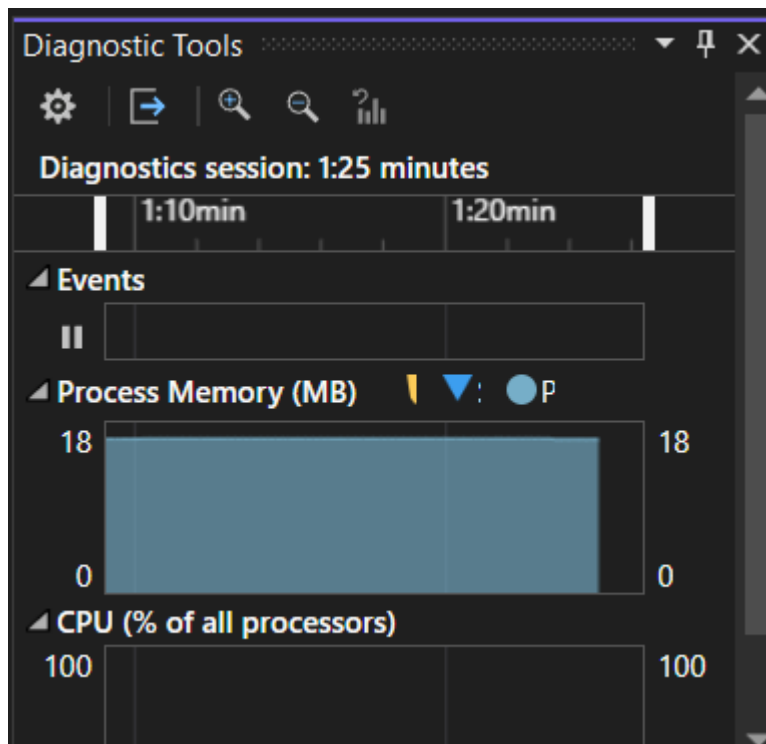 Diagnostic Tools
Diagnostics session: 1:25 minutes
1:10min 1:20min
Events
Process Memory (MB) : P
18 18
0 0
CPU (% of all processors)
100 100